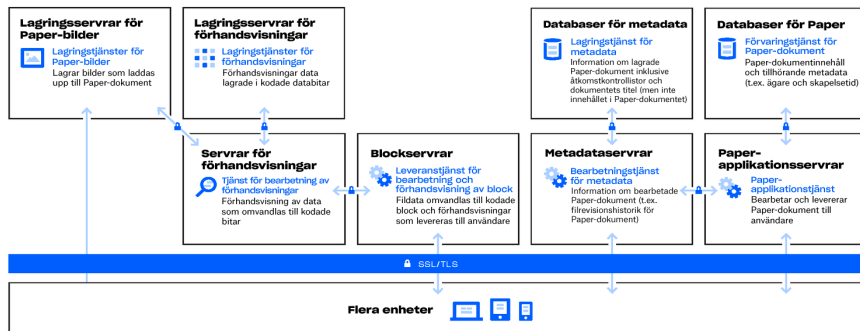 Lagringsservrar för
Paper-bilder
Lagringstjänster för
Paper-bilder
Lagrar bilder som laddas
upp till Paper-dokument
Lagringsservrar för
förhandsvisningar
Lagringstjänster för
förhandsvisningar
Förhandsvisningar data
lagrade i kodade databitar
Databaser för metadata
Lagringstjänst för
metadata
Information om lagrade
Paper-dokument inklusive
åtkomstkontrollistor och
dokumentets titel (men inte
innehållet i Paper-dokumentet)
Databaser för Paper
Förvaringstjänst för
Paper-dokument
Paper-dokumentinnehåll
och tillhörande metadata
(t.ex. ägare och skapelsetid)
Servrar för
förhandsvisningar
Tjänst för bearbetning av
förhandsvisningar
Förhandsvisning av data
som omvandlas till kodade
bitar
Blockservrar
Leveranstjänst för
bearbetning och
förhandsvisning av block
Fildata omvandlas till kodade
block och förhandsvisningar
som levereras till användare
Metadataservrar
Bearbetningstjänst
för metadata
Information om bearbetade
Paper-dokument (t.ex.
filrevisionshistorik för
Paper-dokument)
Paper-
applikationsservrar
Paper-
applikationstjänst
Bearbetar och levererar
Paper-dokument till
användare
SSL/TLS
Flera enheter